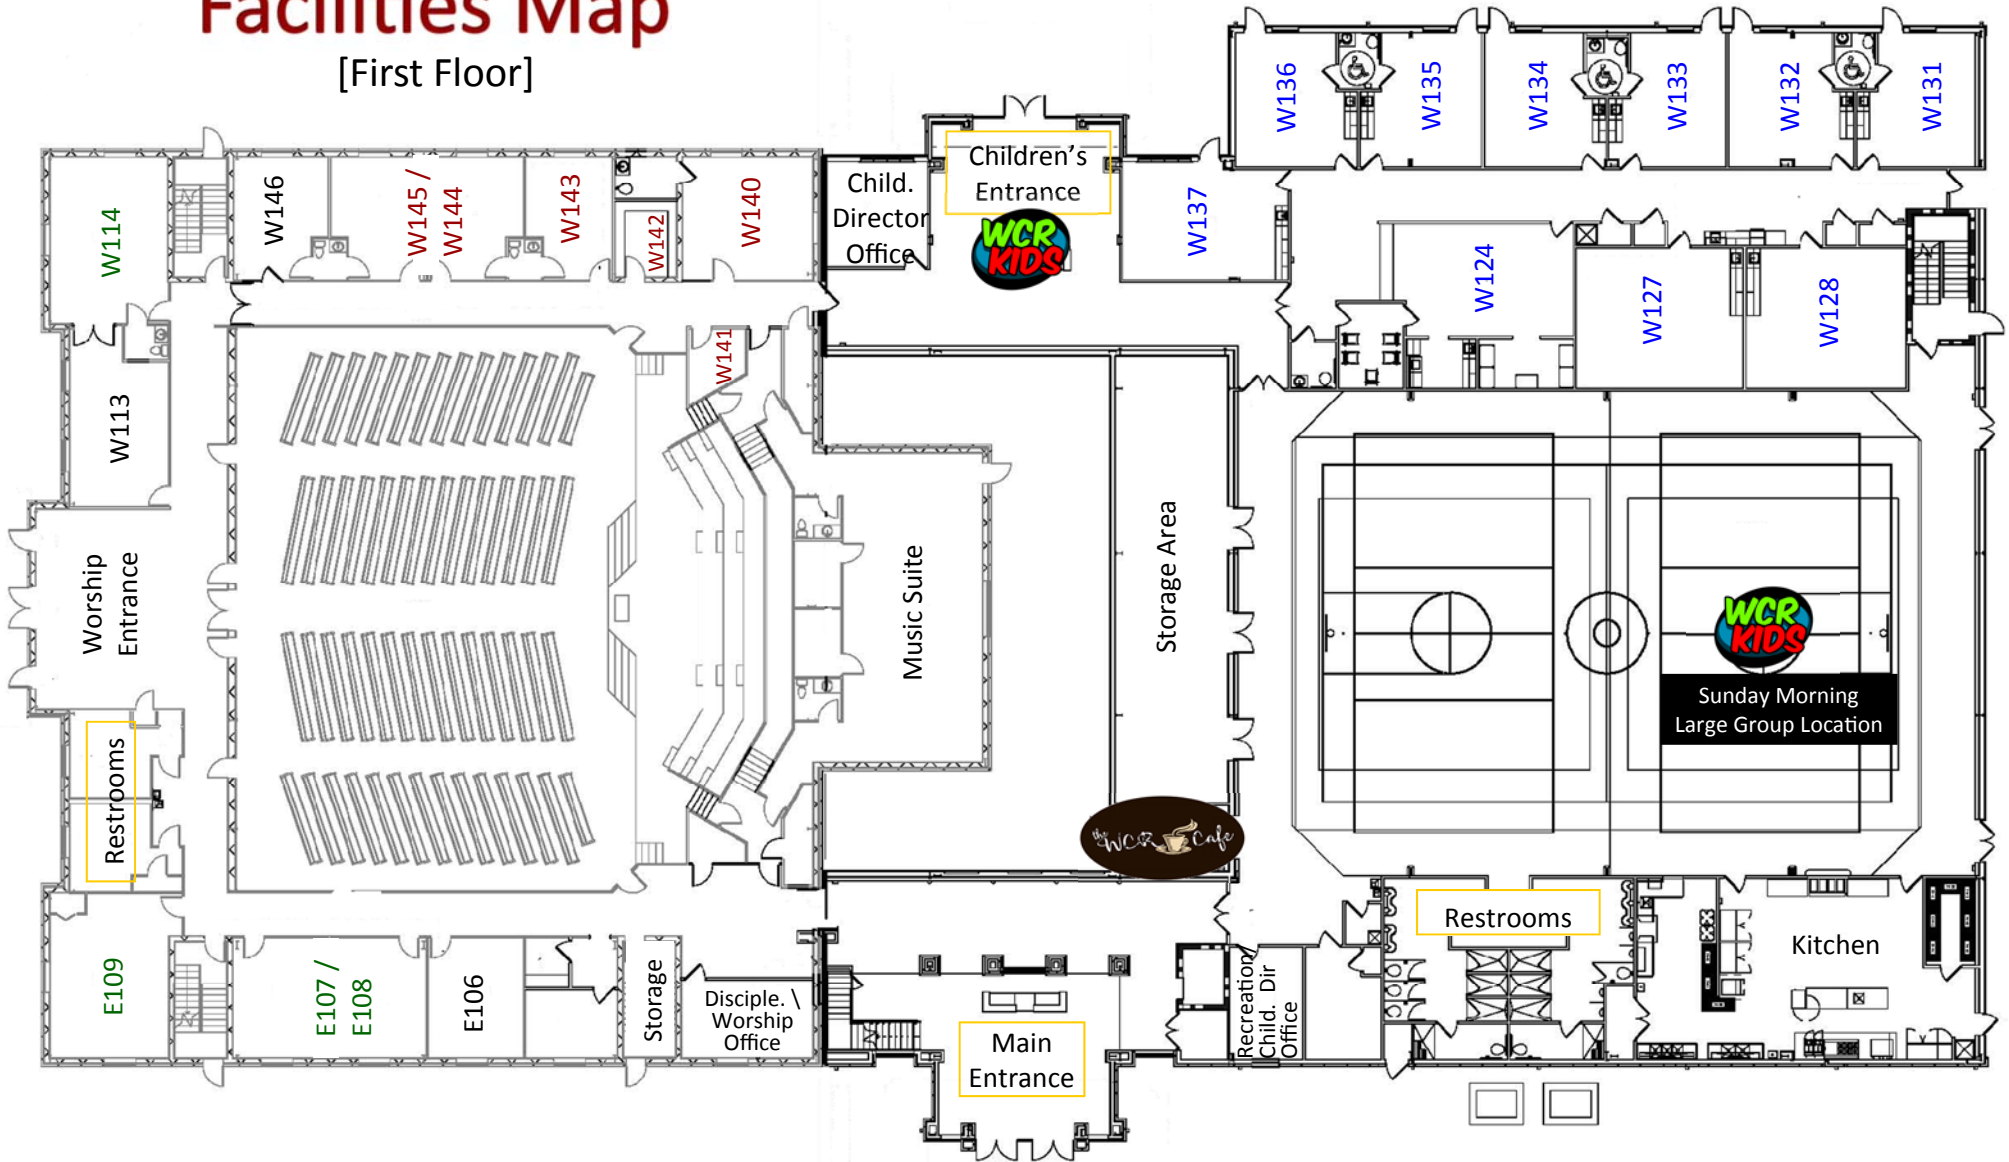 Facilities Map
[First Floor]
W136
W135
W134
W133
W132
W131
W114
W146
W145 /
W144
W143
W142
W140
Child.
Director
Office
Children's
Entrance
WCR
KIDS
W137
W124
W127
W128
W113
W141
Worship
Entrance
Music Suite
Storage Area
WCR
KIDS
Sunday Morning
Large Group Location
Restrooms
the WCR Cafe
E109
E107 /
E108
E106
Storage
Disciple. \
Worship
Office
Main
Entrance
Recreation
Child. Dir
Office
Restrooms
Kitchen